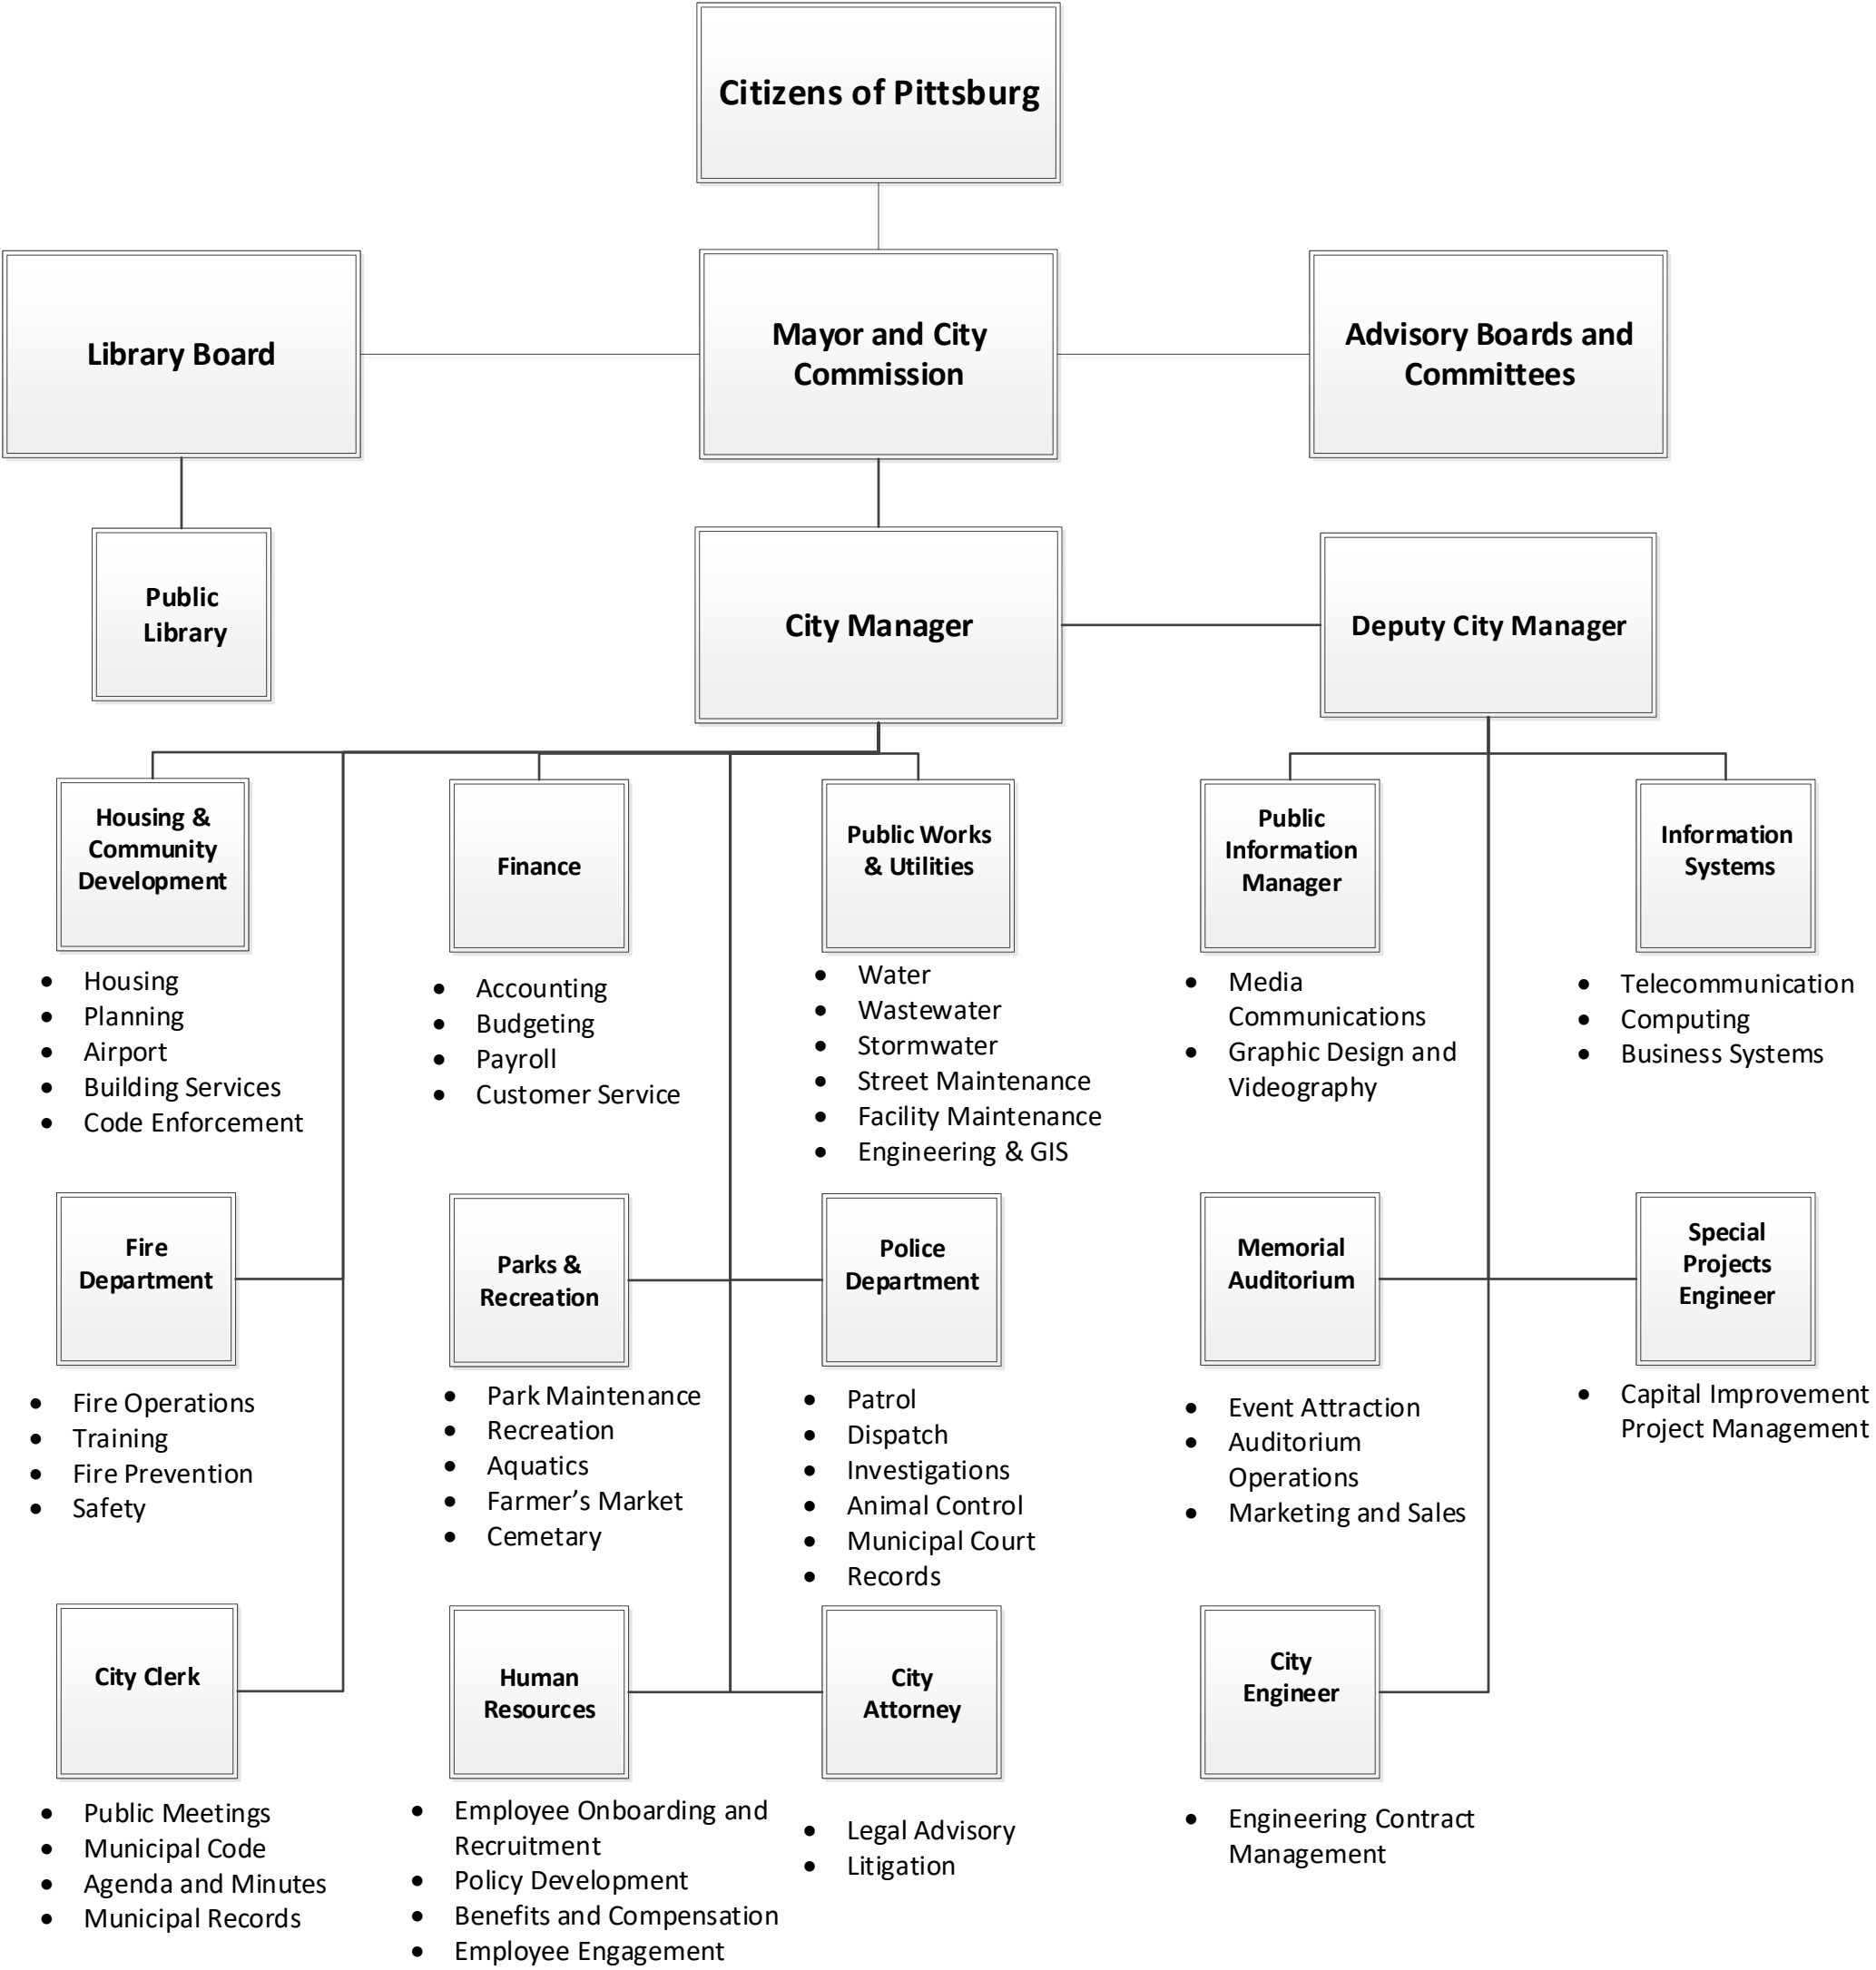 Citizens of Pittsburg
Library Board
Mayor and City
Commission
Advisory Boards and
Committees
Public
Library
City Manager
Deputy City Manager
Housing &
Community
Development
Finance
Public Works
& Utilities
Public
Information
Manager
Information
Systems
• Housing
• Planning
• Airport
• Building Services
• Code Enforcement
• Accounting
• Budgeting
• Payroll
• Customer Service
• Water
• Wastewater
• Stormwater
• Street Maintenance
• Facility Maintenance
• Engineering & GIS
• Media
Communications
• Graphic Design and
Videography
• Telecommunication
• Computing
• Business Systems
Fire
Department
Parks &
Recreation
Police
Department
Memorial
Auditorium
Special
Projects
Engineer
• Fire Operations
• Training
• Fire Prevention
• Safety
• Park Maintenance
• Recreation
• Aquatics
• Farmer’s Market
• Cemetary
• Patrol
• Dispatch
• Investigations
• Animal Control
• Municipal Court
• Records
• Event Attraction
• Auditorium
Operations
• Marketing and Sales
• Capital Improvement
Project Management
City Clerk
Human
Resources
City
Attorney
City
Engineer
• Public Meetings
• Municipal Code
• Agenda and Minutes
• Municipal Records
• Employee Onboarding and
Recruitment
• Policy Development
• Benefits and Compensation
• Employee Engagement
• Legal Advisory
• Litigation
• Engineering Contract
Management